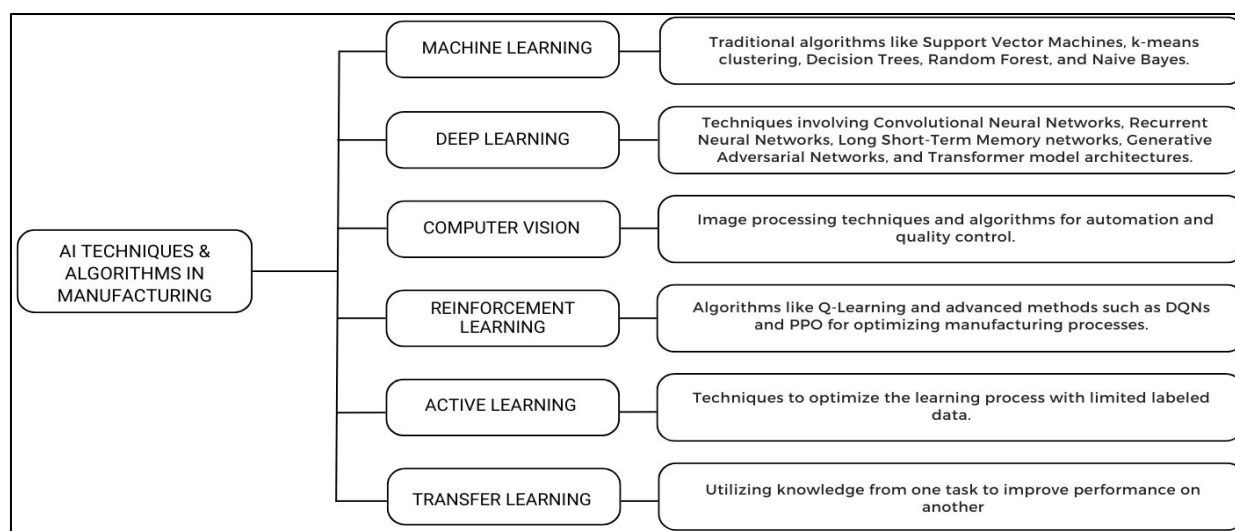 AI TECHNIQUES &
ALGORITHMS IN
MANUFACTURING
MACHINE LEARNING
Traditional algorithms like Support Vector Machines, k-means
clustering, Decision Trees, Random Forest, and Naive Bayes.
DEEP LEARNING
Techniques involving Convolutional Neural Networks, Recurrent
Neural Networks, Long Short-Term Memory networks, Generative
Adversarial Networks, and Transformer model architectures.
COMPUTER VISION
Image processing techniques and algorithms for automation and
quality control.
REINFORCEMENT
LEARNING
Algorithms like Q-Learning and advanced methods such as DQNs
and PPO for optimizing manufacturing processes.
ACTIVE LEARNING
Techniques to optimize the learning process with limited labeled
data.
TRANSFER LEARNING
Utilizing knowledge from one task to improve performance on
another